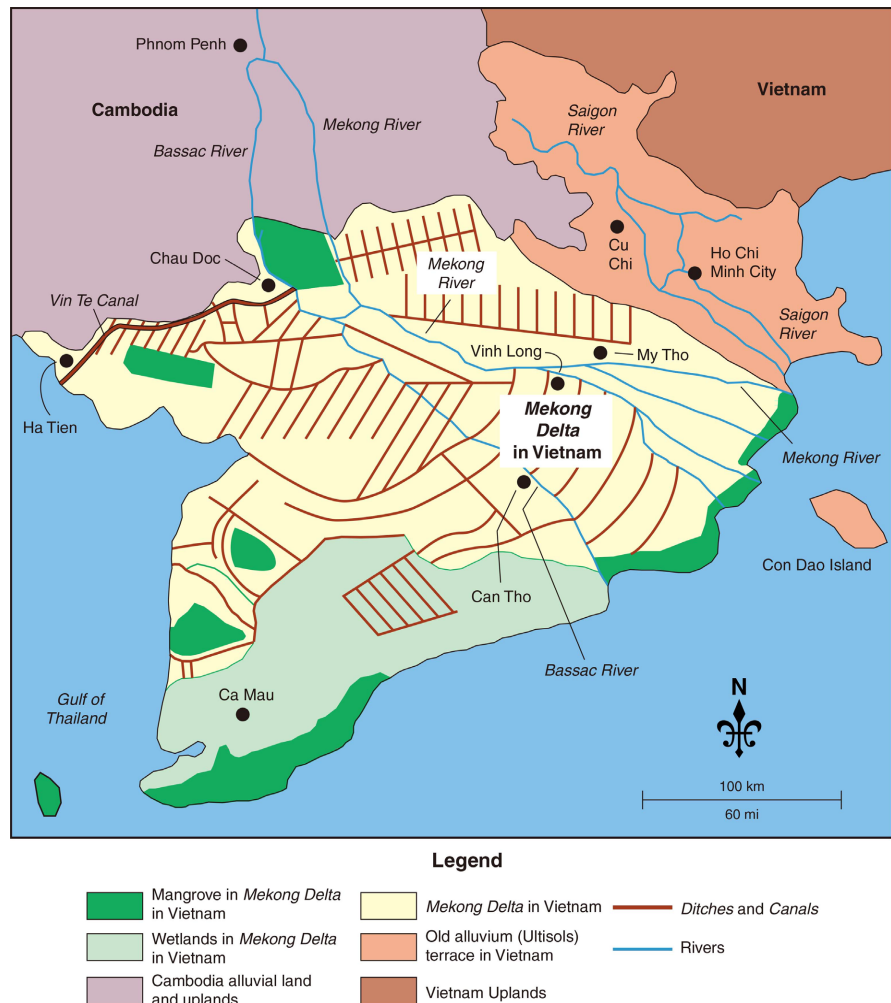 Phnom Penh
Vietnam
Cambodia
Saigon
River
Mekong River
Bassac River
Cu
Chi
Ho Chi
Minh City
Chau Doc
Mekong
River
Vin Te Canal
Saigon
River
Vinh Long
My Tho
Ha Tien
Mekong
Delta
in Vietnam
Mekong River
Con Dao Island
Can Tho
Bassac River
Ca Mau
Gulf of
Thailand
N
100 km
60 mi
Legend
Mangrove in Mekong Delta
in Vietnam
Mekong Delta in Vietnam
Ditches and Canals
Wetlands in Mekong Delta
in Vietnam
Old alluvium (Ultisols)
terrace in Vietnam
Rivers
Cambodia alluvial land
and uplands
Vietnam Uplands